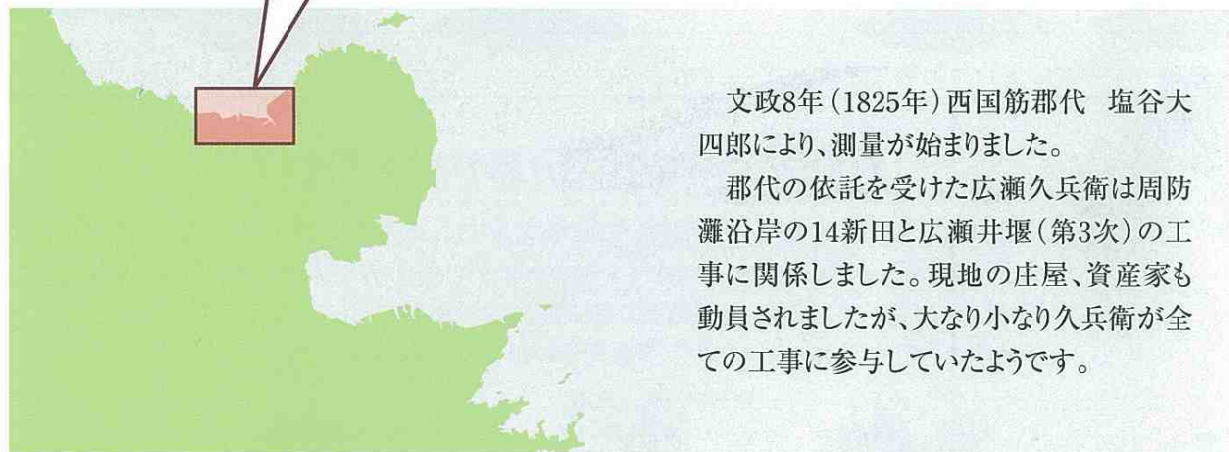 文政8年(1825年)西国筋郡代　塩谷大
四郎により、測量が始まりました。
郡代の依託を受けた広瀬久兵衛は周防
灘沿岸の14新田と広瀬井堰(第3次)の工
事に関係しました。現地の庄屋、資産家も
動員されましたが、大なり小なり久兵衛が全
ての工事に参与していたようです。